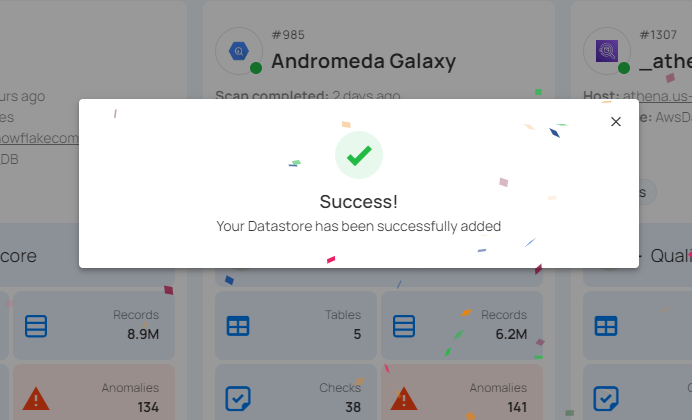 #985
Andromeda Galaxy
Scan completed: 2 days ago
#1307
_athe
Host: athena.us-
e: AwsDa
urs ago
es
nowflakecom
DB
Success!
Your Datastore has been successfully added
core
Quali
Records
8.9M
Anomalies
134
Tables
5
Records
6.2M
Checks
38
Anomalies
141